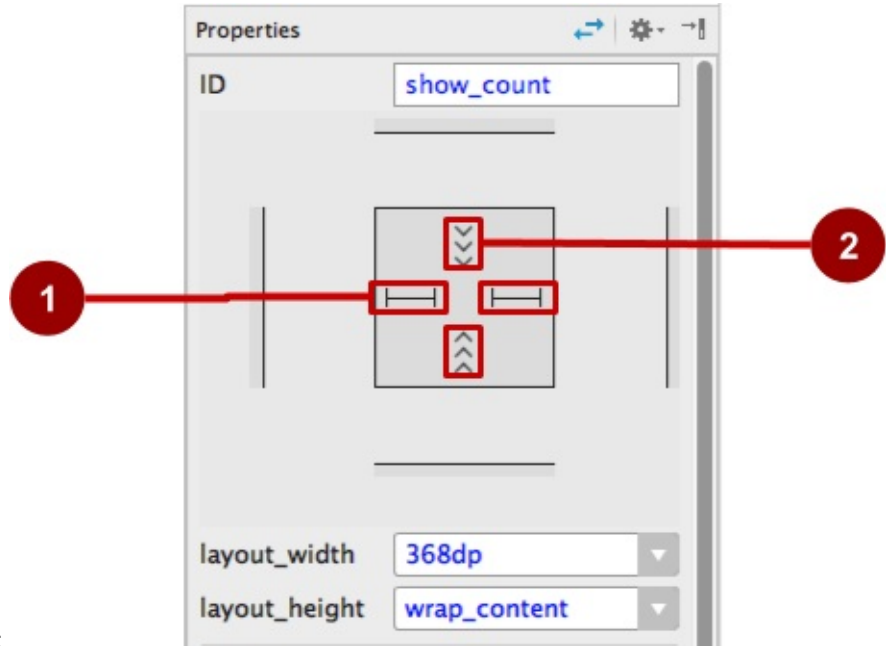 Properties
ID show_count
2
1
layout_width 368dp
layout_height wrap_content